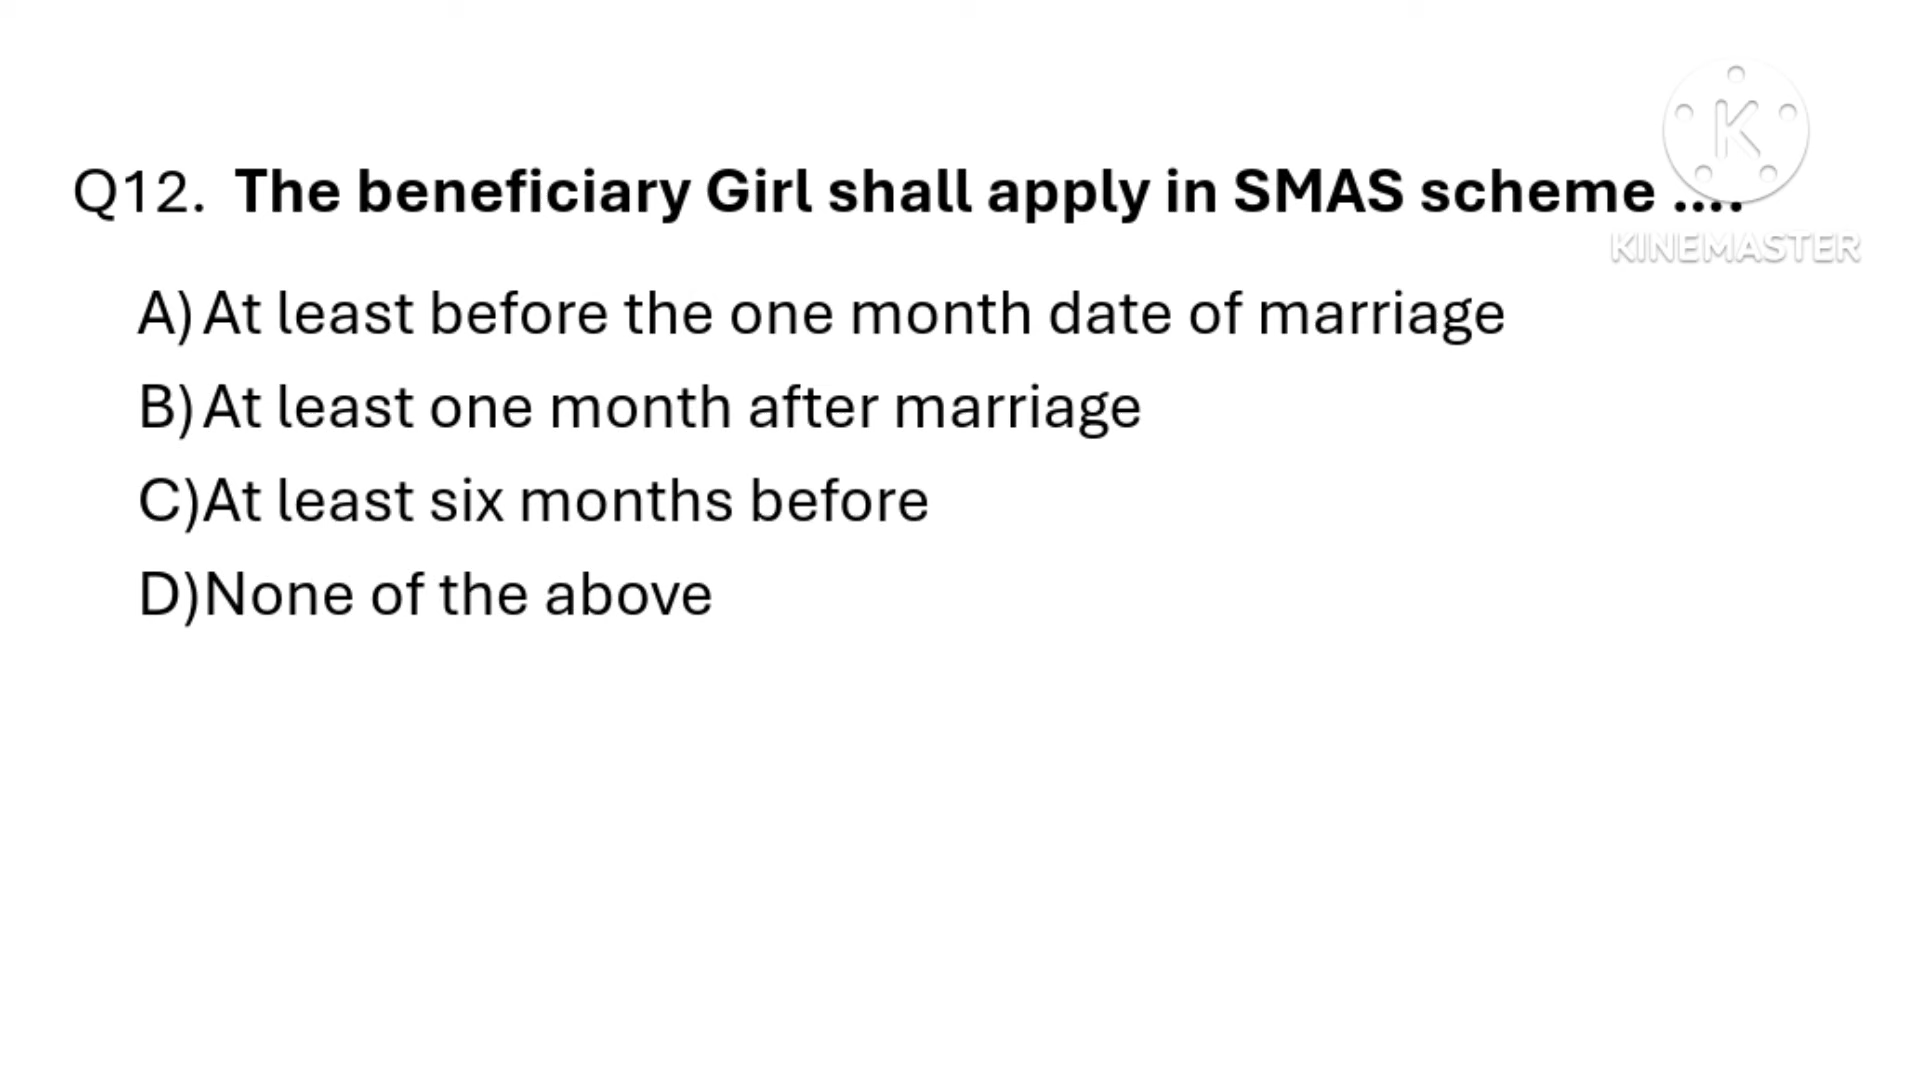 Q12. The beneficiary Girl shall apply in SMAS scheme ....
KINEMASTER
A) At least before the one month date of marriage
B) At least one month after marriage
C)At least six months before
D)None of the above